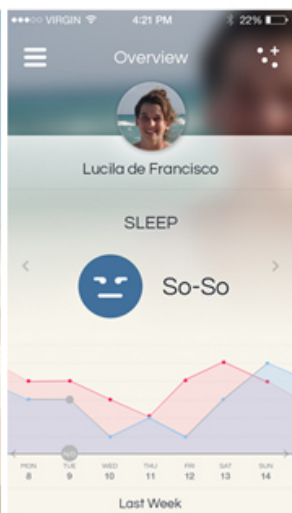 VIRGIN 4:21 PM 22%
Overview
Lucila de Francisco
SLEEP
So-So
MON TUE WED THU FRI SAT SUN
8 9 10 11 12 13 14
Last Week